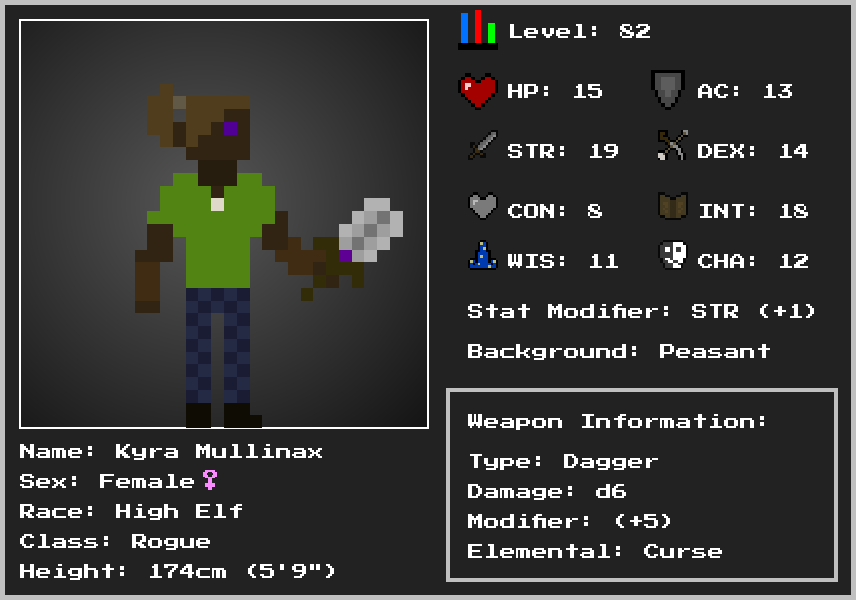 Level: 82
HP: 15
AC: 13
STR: 19
DEX: 14
CON: 8
INT: 18
WIS: 11
CHA: 12
Stat Modifier: STR (+1)
Background: Peasant
Weapon Information:
Type: Dagger
Damage: d6
Modifier: (+5)
Elemental: Curse
Name: Kyra Mullinax
Sex: Female♀
Race: High Elf
Class: Rogue
Height: 174cm (5'9")